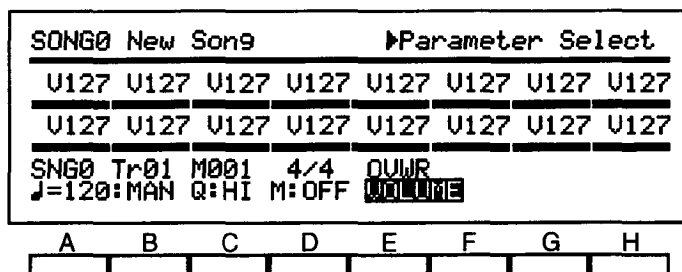 SONG0 New Song ▶Parameter Select
V127 V127 V127 V127 V127 V127 V127 V127
V127 V127 V127 V127 V127 V127 V127 V127
SNG0 Tr01 M001 4/4 OVWR
♩=120:MAN Q:HI M:OFF VOLUME
A B C D E F G H